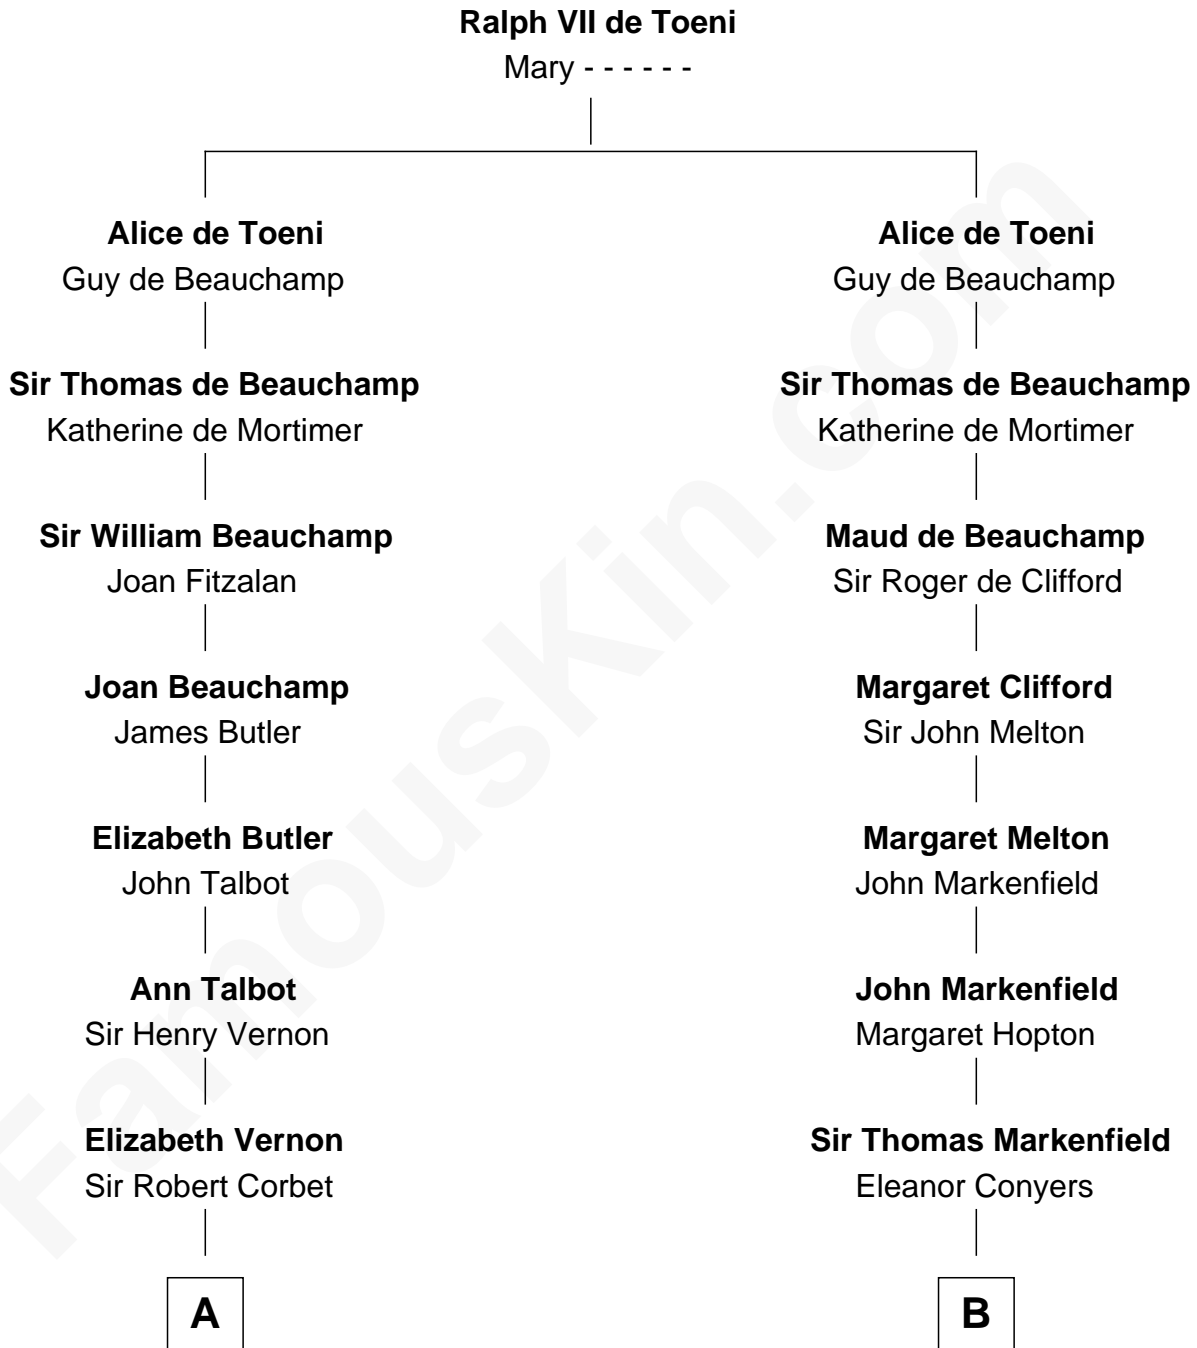 Ralph VII de Toeni
Mary - - - - - -
Alice de Toeni
Guy de Beauchamp
Sir Thomas de Beauchamp
Katherine de Mortimer
Sir William Beauchamp
Joan Fitzalan
Joan Beauchamp
James Butler
Elizabeth Butler
John Talbot
Ann Talbot
Sir Henry Vernon
Elizabeth Vernon
Sir Robert Corbet
A
Alice de Toeni
Guy de Beauchamp
Sir Thomas de Beauchamp
Katherine de Mortimer
Maud de Beauchamp
Sir Roger de Clifford
Margaret Clifford
Sir John Melton
Margaret Melton
John Markenfield
John Markenfield
Margaret Hopton
Sir Thomas Markenfield
Eleanor Conyers
B
FamousKin.com